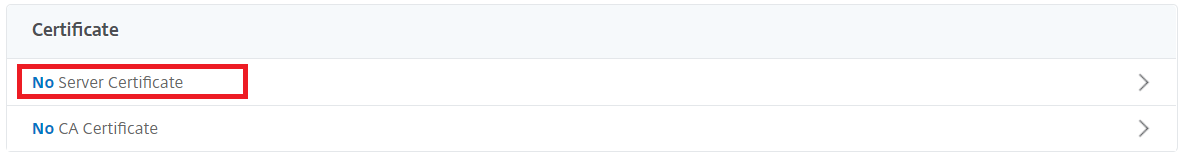 Certificate
No Server Certificate
No CA Certificate